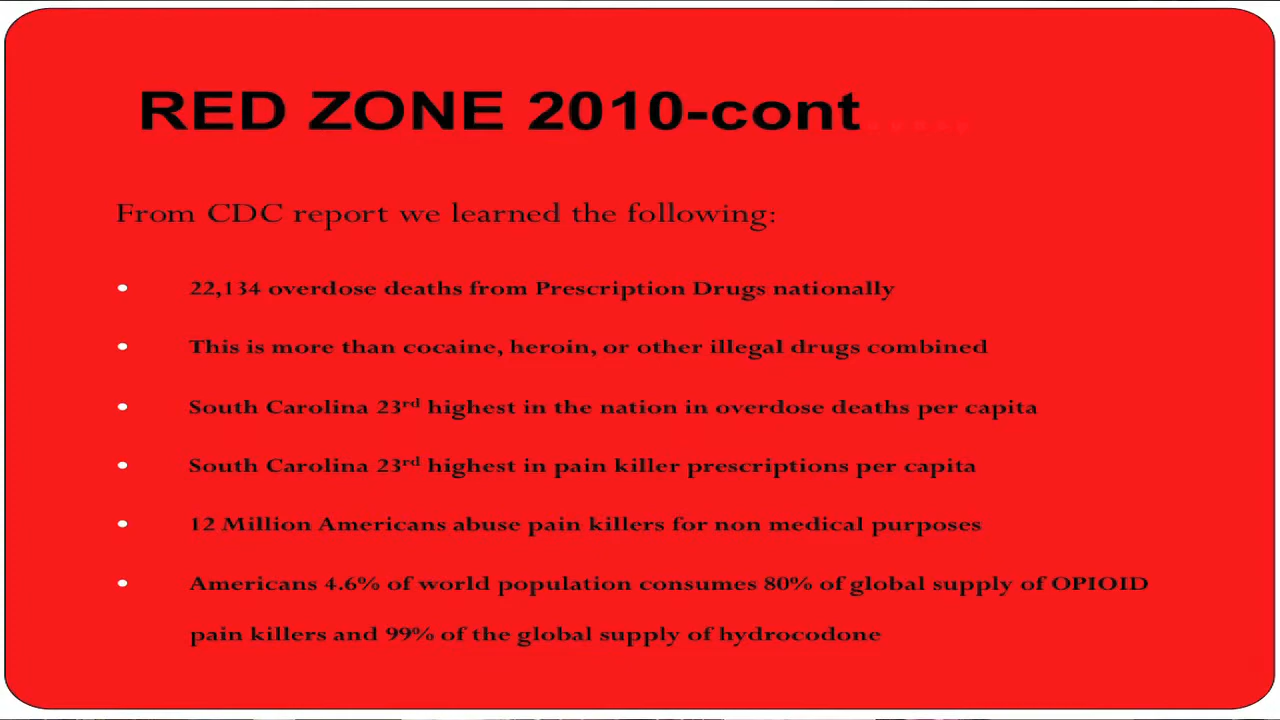 RED ZONE 2010-cont.....
From CDC report we learned the following:
• 22,134 overdose deaths from Prescription Drugs nationally
• This is more than cocaine, heroin, or other illegal drugs combined
• South Carolina 23rd highest in the nation in overdose deaths per capita
• South Carolina 23rd highest in pain killer prescriptions per capita
• 12 Million Americans abuse pain killers for non medical purposes
• Americans 4.6% of world population consumes 80% of global supply of OPIOID
pain killers and 99% of the global supply of hydrocodone